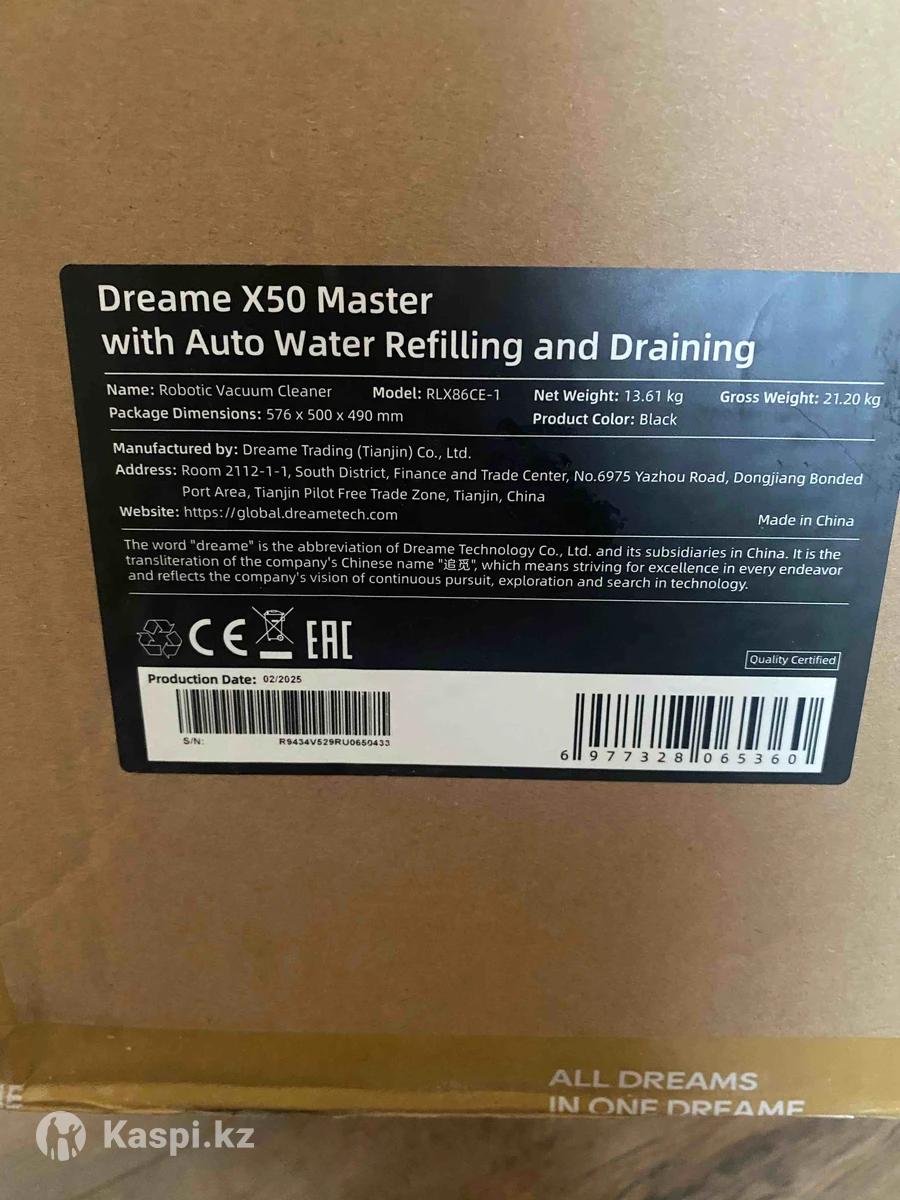 Dreame X50 Master
with Auto Water Refilling and Draining
Name: Robotic Vacuum Cleaner Model: RLX86CE-1 Net Weight: 13.61 kg Gross Weight: 21.20 kg
Package Dimensions: 576 x 500 x 490 mm Product Color: Black
Manufactured by: Dreame Trading (Tianjin) Co., Ltd.
Address: Room 2112-1-1, South District, Finance and Trade Center, No.6975 Yazhou Road, Dongjiang Bonded
Port Area, Tianjin Pilot Free Trade Zone, Tianjin, China
Website: https://global.dreametech.com
Made in China
The word "dreame" is the abbreviation of Dreame Technology Co., Ltd. and its subsidiaries in China. It is the
transliteration of the company's Chinese name "追觅", which means striving for excellence in every endeavor
and reflects the company's vision of continuous pursuit, exploration and search in technology.
CE EAC
Quality Certified
Production Date: 02/2025
S/N: R9434V529RU0650433
6 977328 065360
ALL DREAMS
IN ONE DREAME
Kaspi.kz